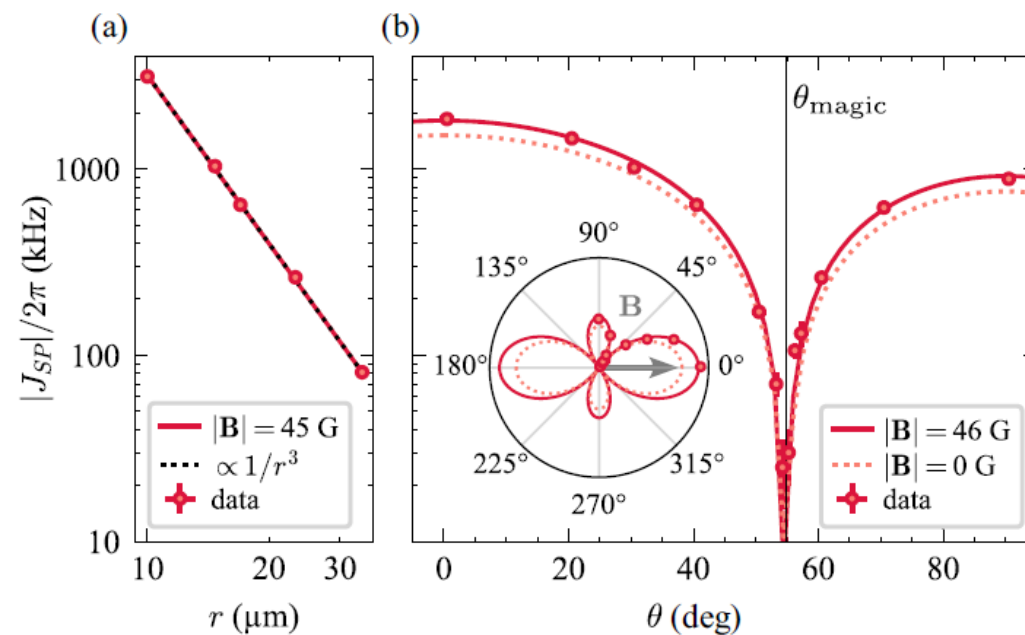 (a)
(b)
|J_SP|/2π (kHz)
1000
100
10
10
20
30
r (μm)
|B| = 45 G
∝ 1/r³
data
θ_magic
90°
135°
45°
B
180°
0°
225°
315°
270°
|B| = 46 G
|B| = 0 G
data
0
20
40
60
80
θ (deg)